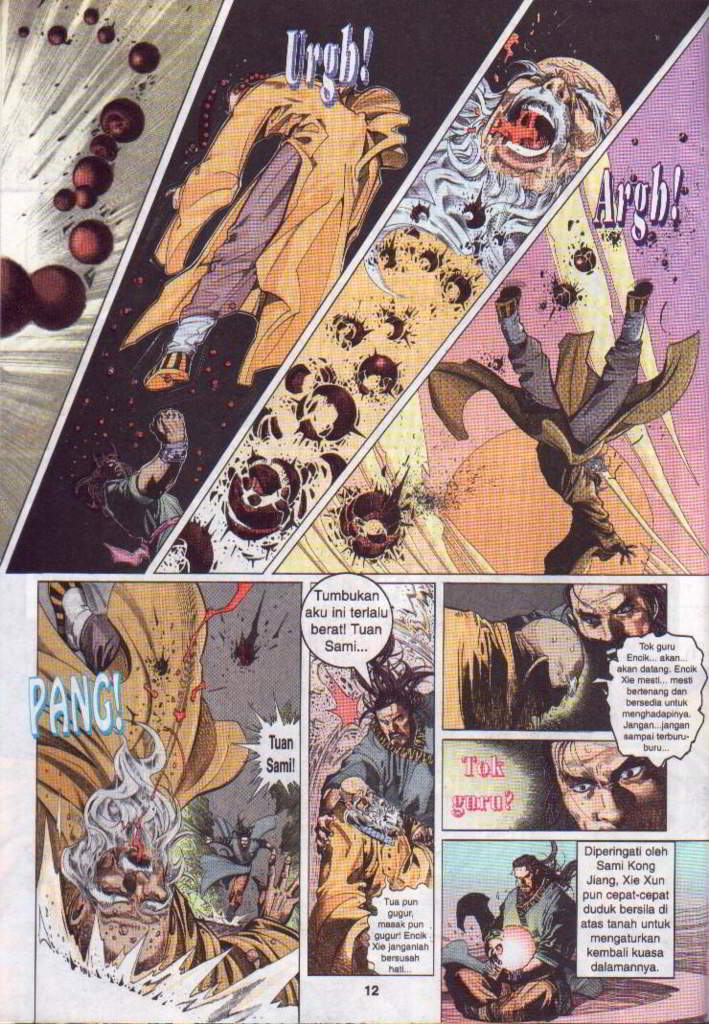 Urgh!
Argh!
PANG!
Tuan
Sami!
Tumbukan
aku ini terlalu
berat! Tuan
Sami...
Tua pun
gugur,
masak pun
gugur! Encik
Xie janganlah
bersusah
hati...
Tok guru
Encik... akan...
akan datang. Encik
Xie mesti... mesti
bertenang dan
bersedia untuk
menghadapinya.
Jangan...jangan
sampai terburu-
buru...
Tok
guru?
Diperingati oleh
Sami Kong
Jiang, Xie Xun
pun cepat-cepat
duduk bersila di
atas tanah untuk
mengaturkan
kembali kuasa
dalamannya.
12